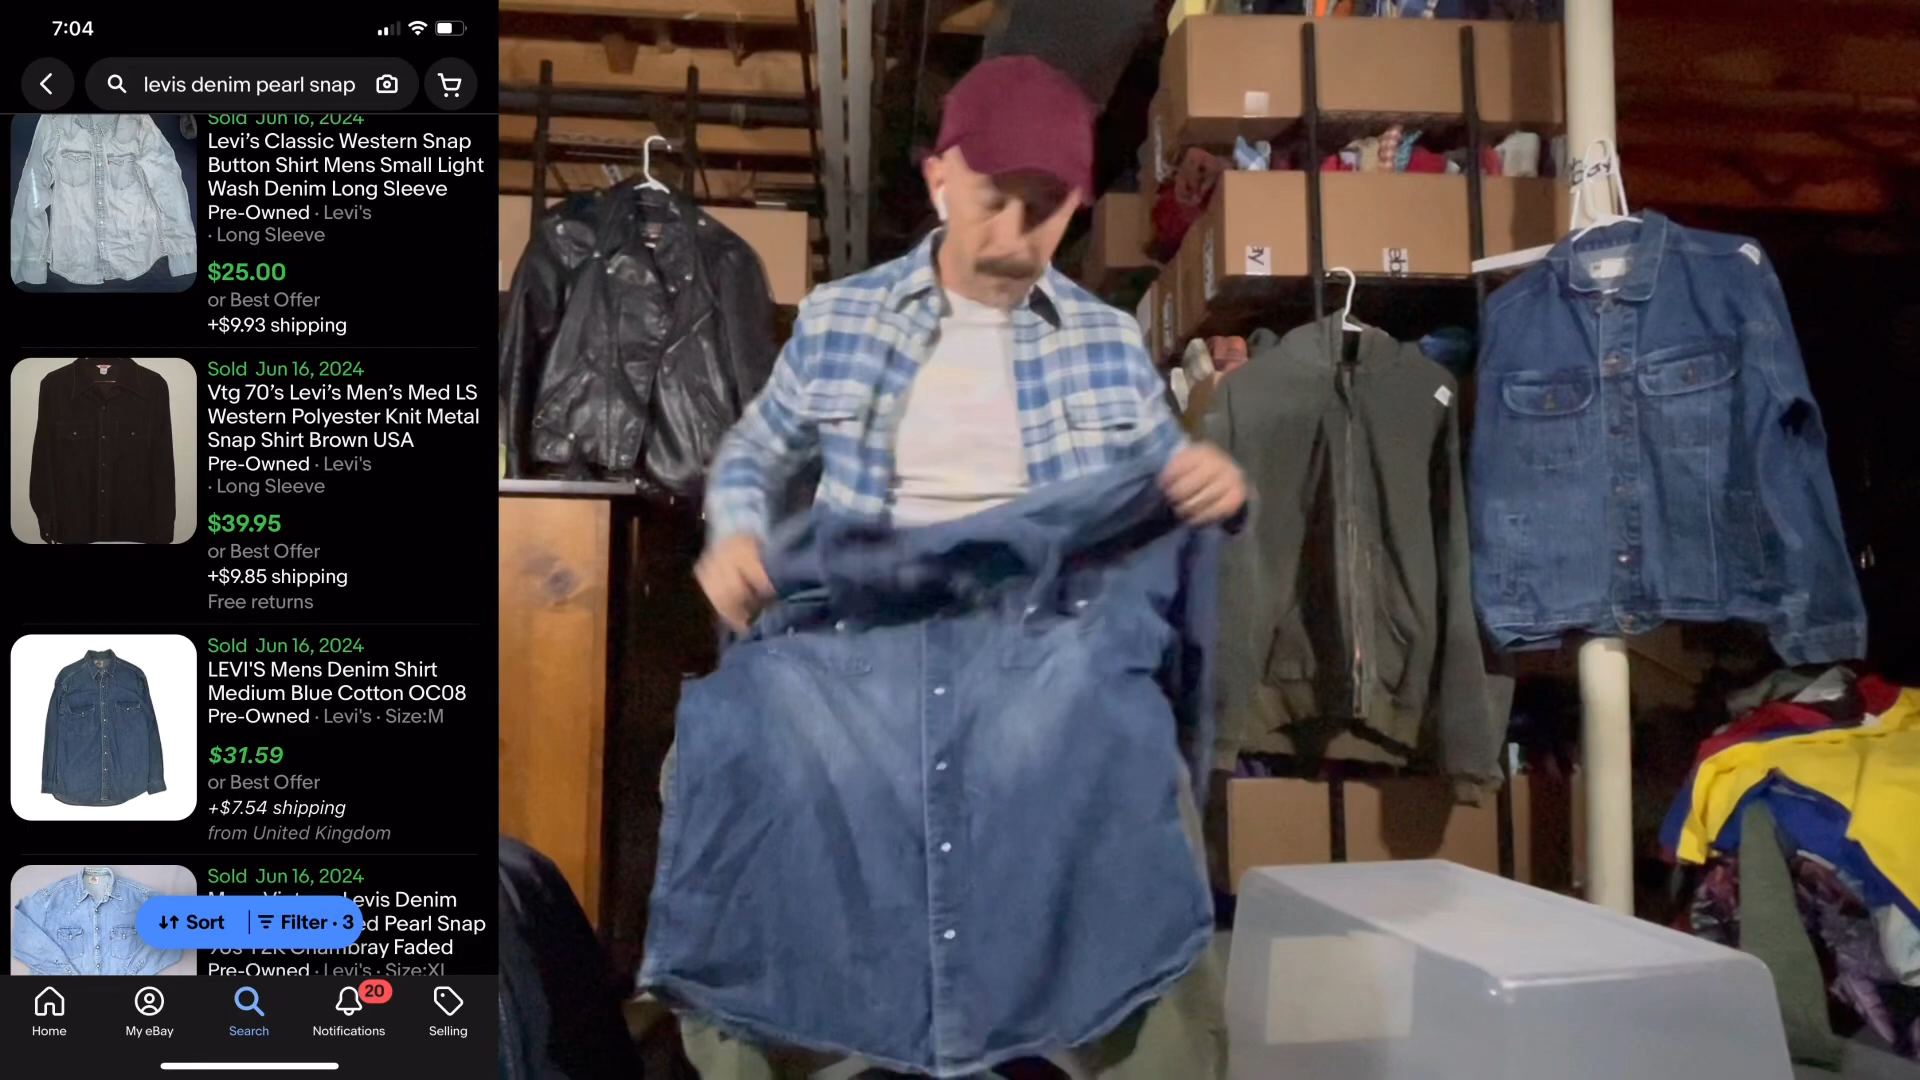 7:04
levis denim pearl snap
Sold Jun 16, 2024
Levi's Classic Western Snap
Button Shirt Mens Small Light
Wash Denim Long Sleeve
Pre-Owned · Levi's
· Long Sleeve
$25.00
or Best Offer
+$9.93 shipping
Sold Jun 16, 2024
Vtg 70's Levi's Men's Med LS
Western Polyester Knit Metal
Snap Shirt Brown USA
Pre-Owned · Levi's
· Long Sleeve
$39.95
or Best Offer
+$9.85 shipping
Free returns
Sold Jun 16, 2024
LEVI'S Mens Denim Shirt
Medium Blue Cotton OC08
Pre-Owned · Levi's · Size:M
$31.59
or Best Offer
+$7.54 shipping
from United Kingdom
Sold Jun 16, 2024
Levis Denim
Pearl Snap
Chambray Faded
Pre-Owned · Levi's · Size:XL
Sort
Filter · 3
20
Home
My eBay
Search
Notifications
Selling